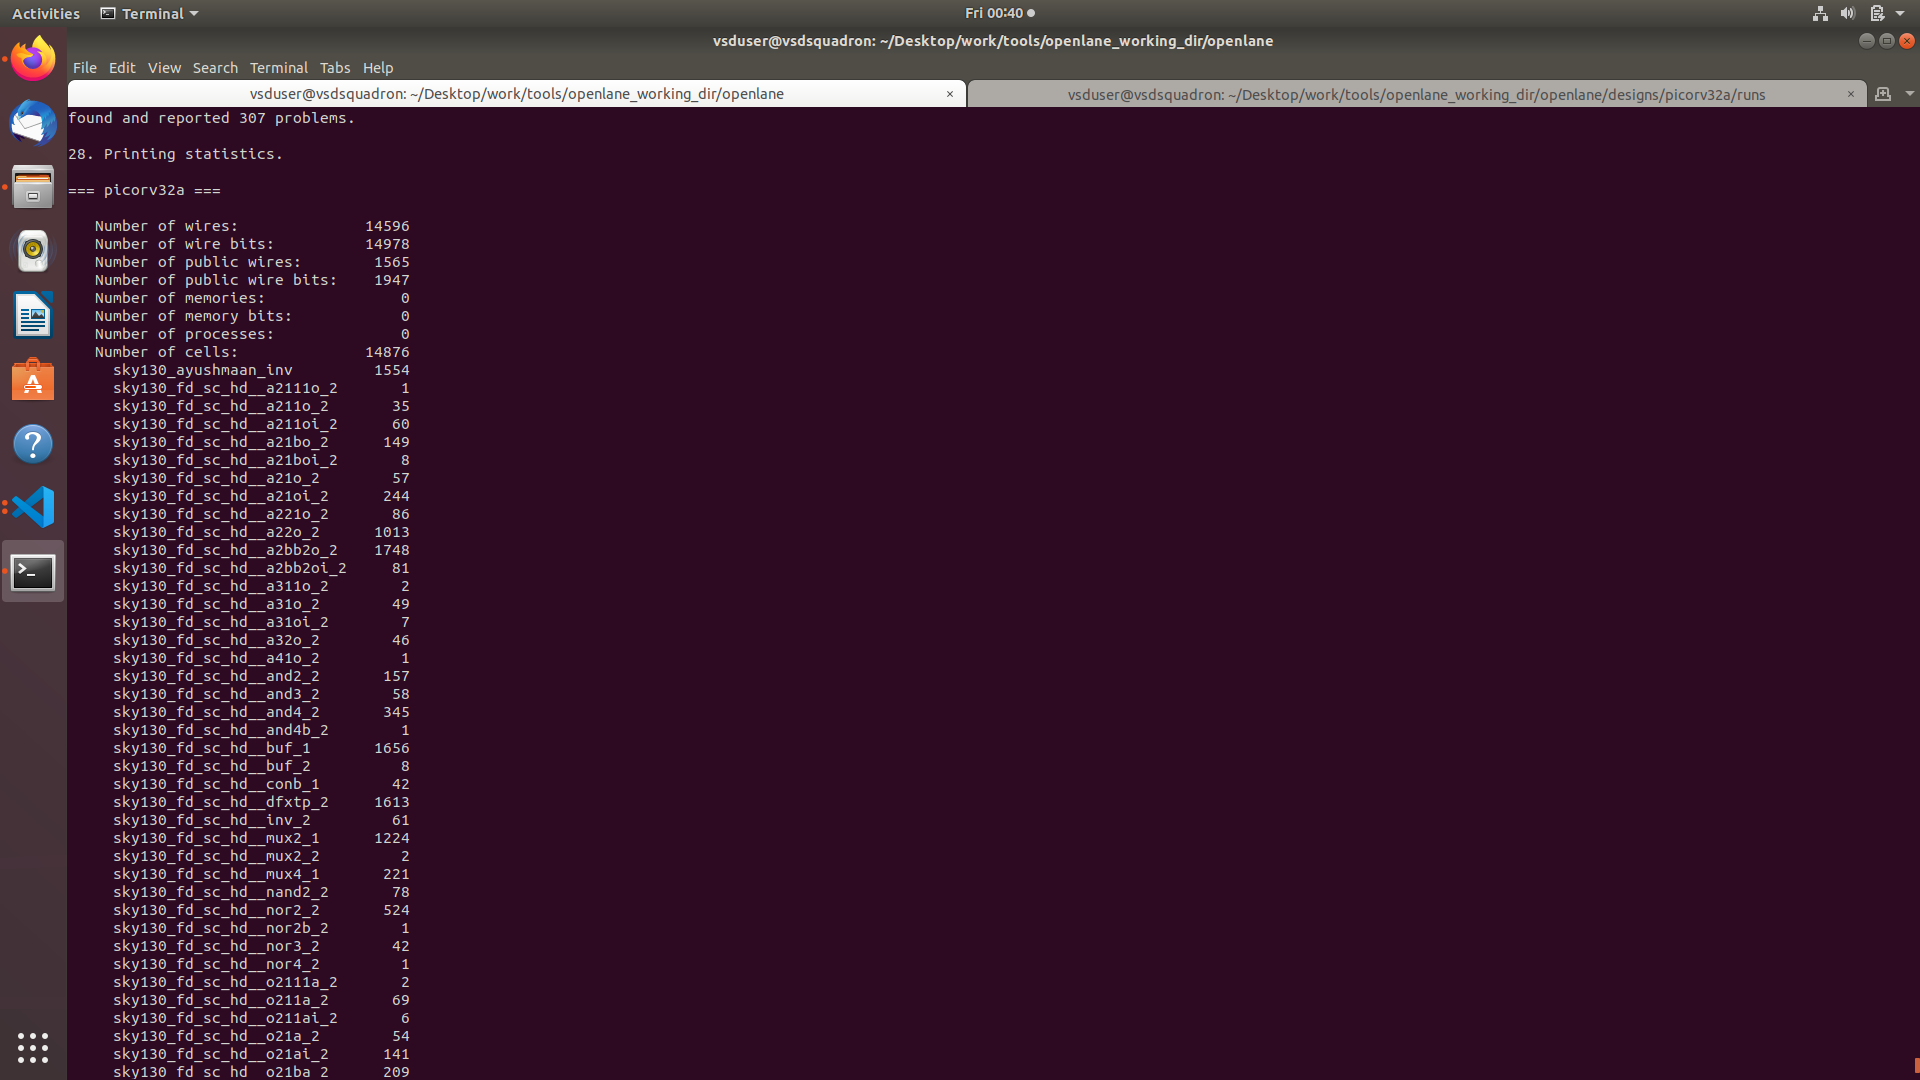 Activities
Terminal
Fri 00:40
vsduser@vsdsquadron: ~/Desktop/work/tools/openlane_working_dir/openlane
File Edit View Search Terminal Tabs Help
vsduser@vsdsquadron: ~/Desktop/work/tools/openlane_working_dir/openlane
vsduser@vsdsquadron: ~/Desktop/work/tools/openlane_working_dir/openlane/designs/picorv32a/runs
found and reported 307 problems.
28. Printing statistics.
=== picorv32a ===
Number of wires: 14596
Number of wire bits: 14978
Number of public wires: 1565
Number of public wire bits: 1947
Number of memories: 0
Number of memory bits: 0
Number of processes: 0
Number of cells: 14876
sky130_ayushmaan_inv 1554
sky130_fd_sc_hd__a2111o_2 1
sky130_fd_sc_hd__a211o_2 35
sky130_fd_sc_hd__a211oi_2 60
sky130_fd_sc_hd__a21bo_2 149
sky130_fd_sc_hd__a21boi_2 8
sky130_fd_sc_hd__a21o_2 57
sky130_fd_sc_hd__a21oi_2 244
sky130_fd_sc_hd__a221o_2 86
sky130_fd_sc_hd__a22o_2 1013
sky130_fd_sc_hd__a2bb2o_2 1748
sky130_fd_sc_hd__a2bb2oi_2 81
sky130_fd_sc_hd__a311o_2 2
sky130_fd_sc_hd__a31o_2 49
sky130_fd_sc_hd__a31oi_2 7
sky130_fd_sc_hd__a32o_2 46
sky130_fd_sc_hd__a41o_2 1
sky130_fd_sc_hd__and2_2 157
sky130_fd_sc_hd__and3_2 58
sky130_fd_sc_hd__and4_2 345
sky130_fd_sc_hd__and4b_2 1
sky130_fd_sc_hd__buf_1 1656
sky130_fd_sc_hd__buf_2 8
sky130_fd_sc_hd__conb_1 42
sky130_fd_sc_hd__dfxtp_2 1613
sky130_fd_sc_hd__inv_2 61
sky130_fd_sc_hd__mux2_1 1224
sky130_fd_sc_hd__mux2_2 2
sky130_fd_sc_hd__mux4_1 221
sky130_fd_sc_hd__nand2_2 78
sky130_fd_sc_hd__nor2_2 524
sky130_fd_sc_hd__nor2b_2 1
sky130_fd_sc_hd__nor3_2 42
sky130_fd_sc_hd__nor4_2 1
sky130_fd_sc_hd__o2111a_2 2
sky130_fd_sc_hd__o211a_2 69
sky130_fd_sc_hd__o211ai_2 6
sky130_fd_sc_hd__o21a_2 54
sky130_fd_sc_hd__o21ai_2 141
sky130_fd_sc_hd__o21ba_2 209